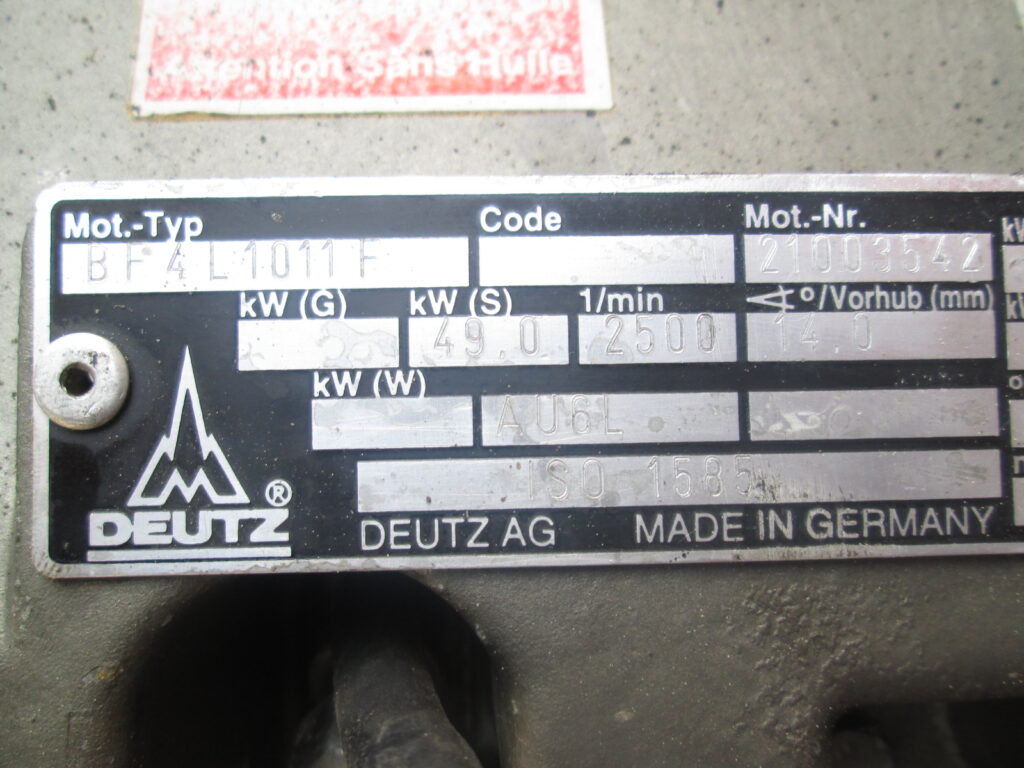 Attention Sans Huile
Mot.-Typ Code Mot.-Nr.
BF4L1011F 21003542
kW (G) kW (S) 1/min °/Vorhub (mm)
49.0 2500 14.0
kW (W)
AU6L
ISO 1585
DEUTZ® DEUTZ AG MADE IN GERMANY